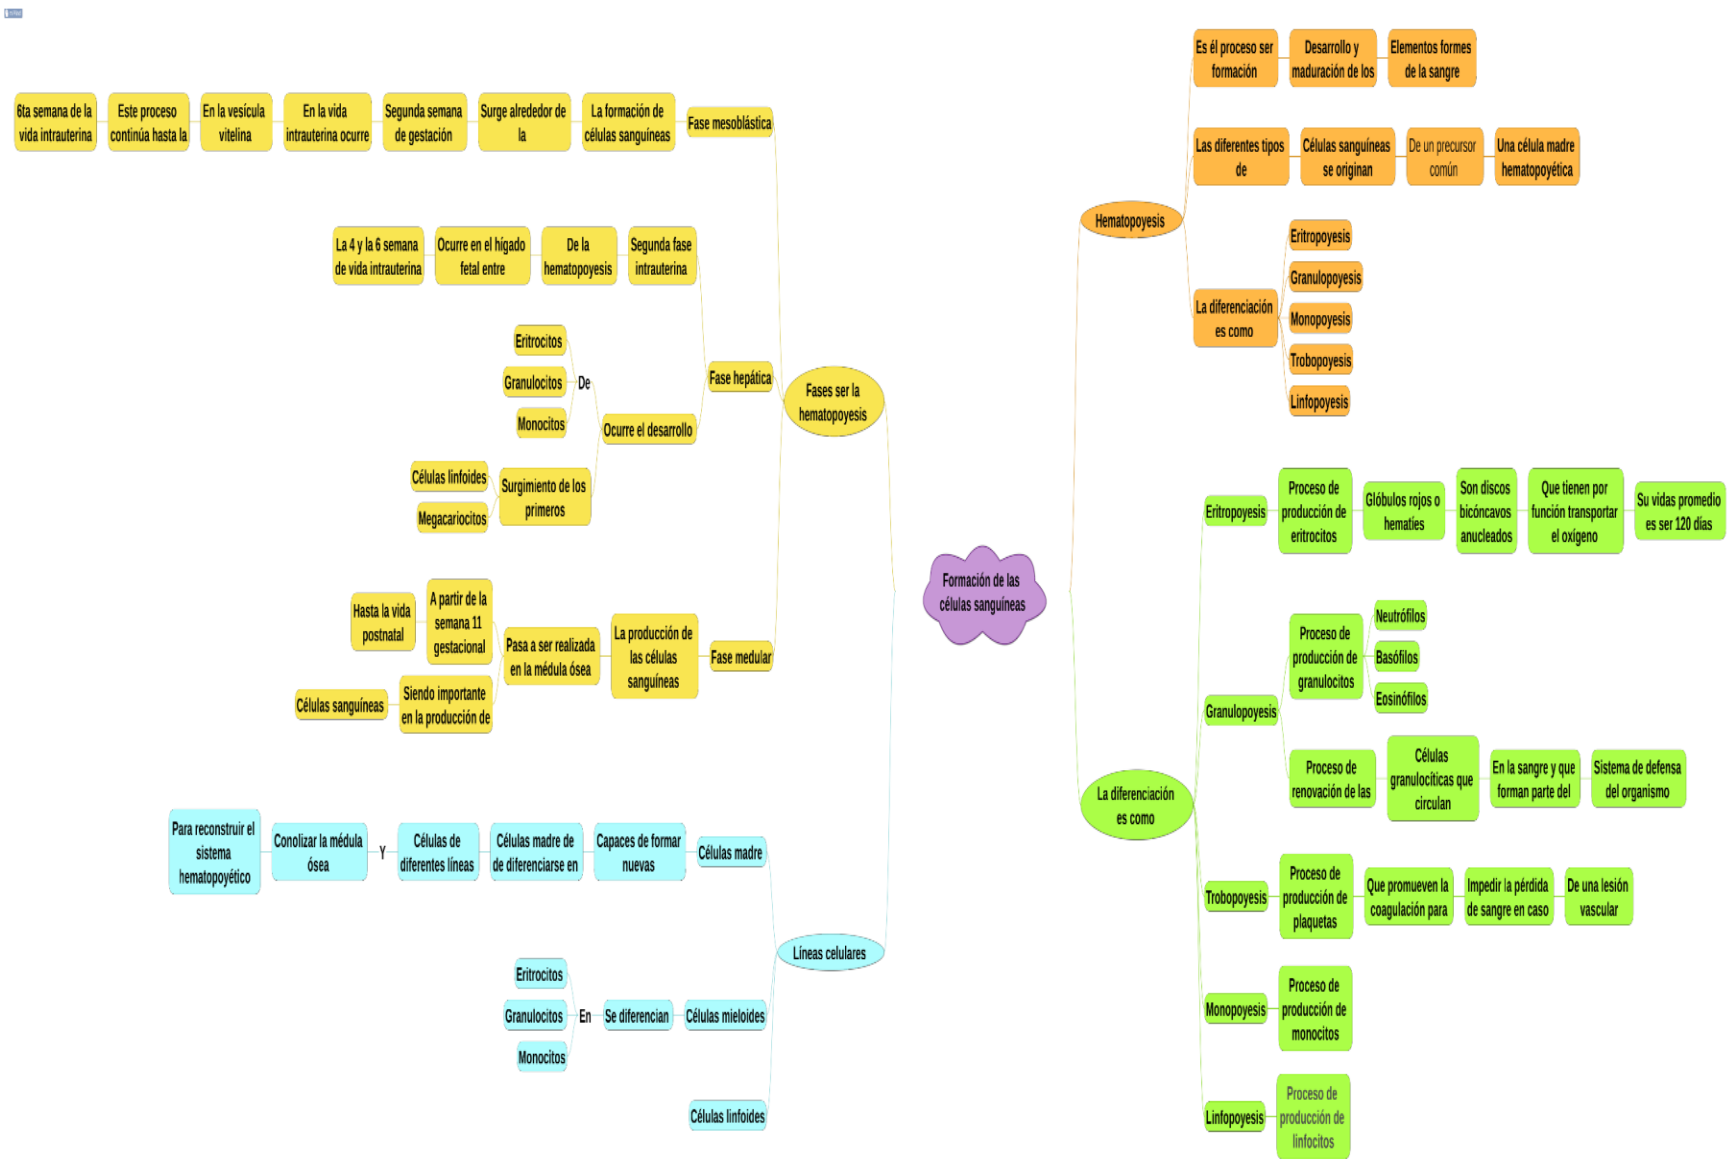 Formación de las
células sanguíneas
Hematopoyesis
Es él proceso ser
formación
Desarrollo y
maduración de los
Elementos formes
de la sangre
Las diferentes tipos
de
Células sanguíneas
se originan
De un precursor
común
Una célula madre
hematopoyética
La diferenciación
es como
Eritropoyesis
Granulopoyesis
Monopoyesis
Trobopoyesis
Linfopoyesis
La diferenciación
es como
Eritropoyesis
Proceso de
producción de
eritrocitos
Glóbulos rojos o
hematíes
Son discos
bicóncavos
anucleados
Que tienen por
función transportar
el oxígeno
Su vidas promedio
es ser 120 días
Granulopoyesis
Proceso de
producción de
granulocitos
Neutrófilos
Basófilos
Eosinófilos
Proceso de
renovación de las
Células
granulocíticas que
circulan
En la sangre y que
forman parte del
Sistema de defensa
del organismo
Trobopoyesis
Proceso de
producción de
plaquetas
Que promueven la
coagulación para
Impedir la pérdida
de sangre en caso
De una lesión
vascular
Monopoyesis
Proceso de
producción de
monocitos
Linfopoyesis
Proceso de
producción de
linfocitos
Fases ser la
hematopoyesis
Fase mesoblástica
La formación de
células sanguíneas
Surge alrededor de
la
Segunda semana
de gestación
En la vida
intrauterina ocurre
En la vesícula
vitelina
Este proceso
continúa hasta la
6ta semana de la
vida intrauterina
Fase hepática
Segunda fase
intrauterina
De la
hematopoyesis
Ocurre en el hígado
fetal entre
La 4 y la 6 semana
de vida intrauterina
Ocurre el desarrollo
De
Eritrocitos
Granulocitos
Monocitos
Surgimiento de los
primeros
Células linfoides
Megacariocitos
Fase medular
La producción de
las células
sanguíneas
Pasa a ser realizada
en la médula ósea
A partir de la
semana 11
gestacional
Hasta la vida
postnatal
Siendo importante
en la producción de
Células sanguíneas
Líneas celulares
Células madre
Capaces de formar
nuevas
Células madre de
de diferenciarse en
Células de
diferentes líneas
Y
Conolizar la médula
ósea
Para reconstruir el
sistema
hematopoyético
Células mieloides
Se diferencian
En
Eritrocitos
Granulocitos
Monocitos
Células linfoides